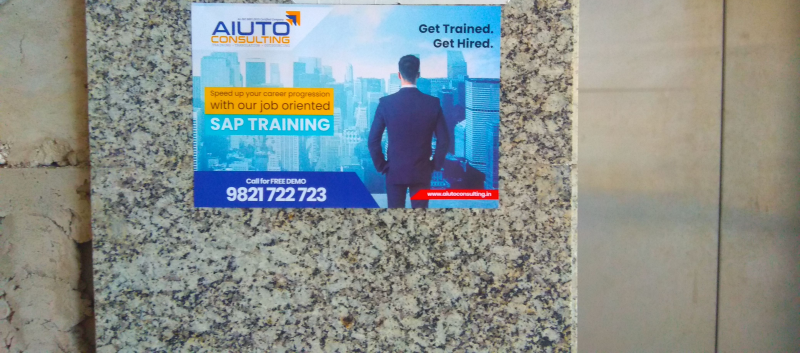 AIUTO
CONSULTING
Get Trained.
Get Hired.
Speed up your career progression
with our job oriented
SAP TRAINING
Call for FREE DEMO
9821 722 723
www.aiutoconsulting.in